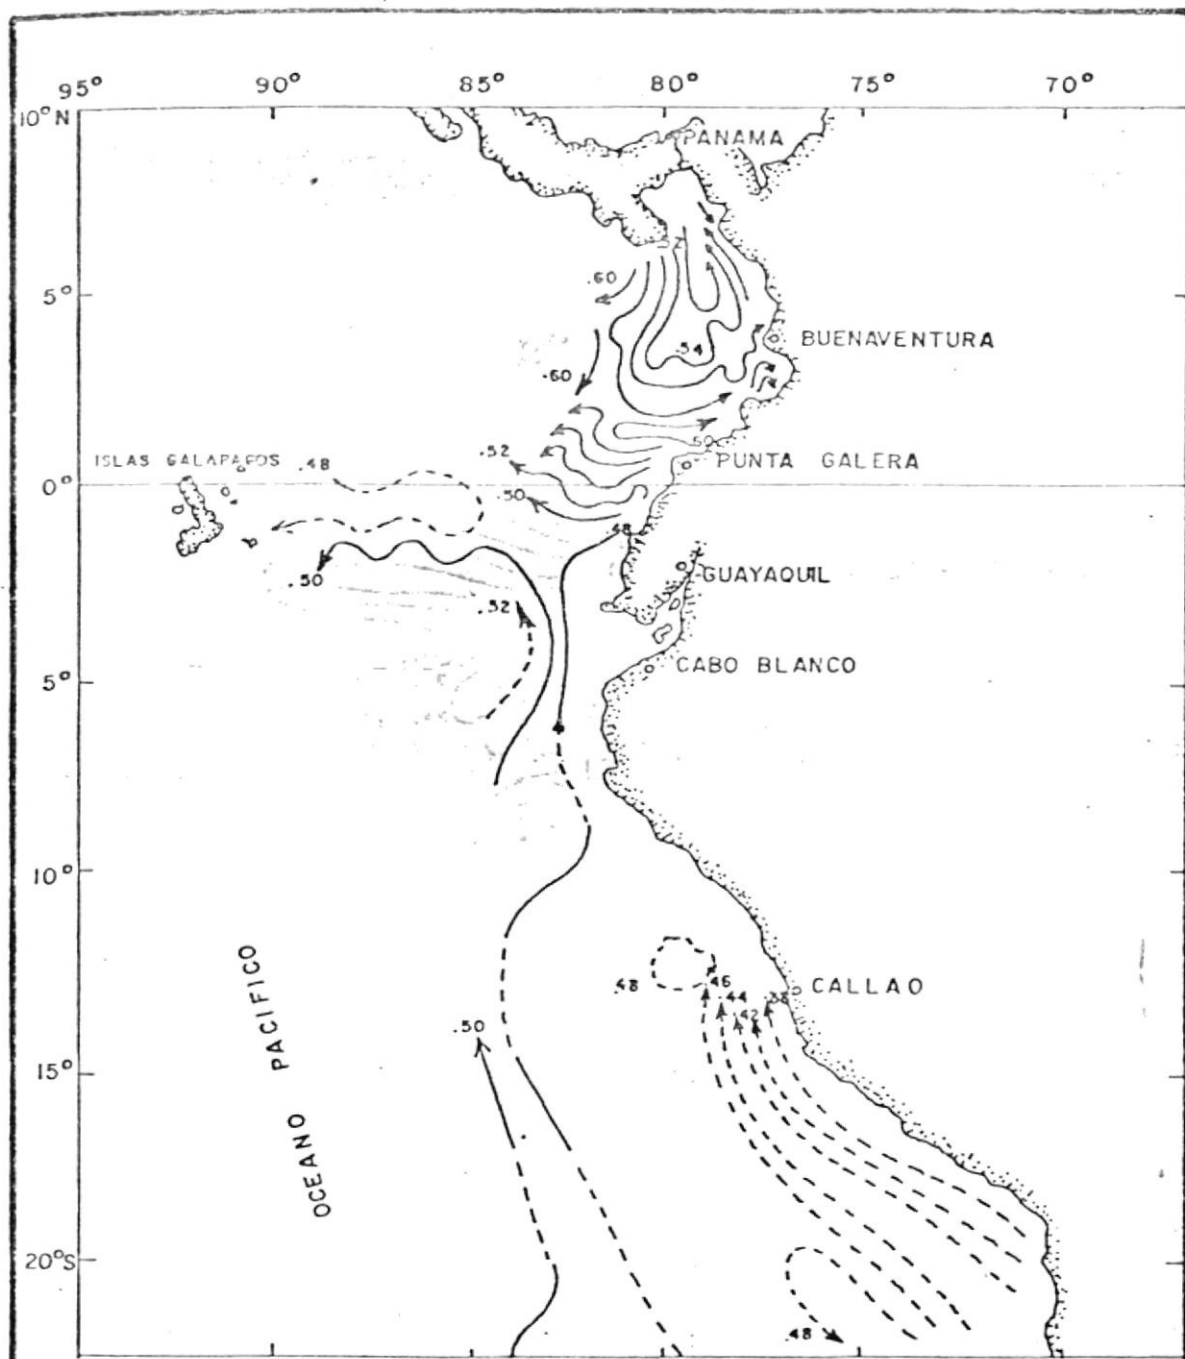 95° 90° 85° 80° 75° 70°
10°N
PANAMA
.52
.60
5°
BUENAVENTURA
.54
.60
.50
ISLAS GALAPAGOS .48 .52 PUNTA GALERA
0°
.50
.48
.50
GUAYAQUIL
.52
CABO BLANCO
5°
10°
.48 .46 CALLAO
.44
.42
.50
15°
OCEANO PACIFICO
20°S
.48